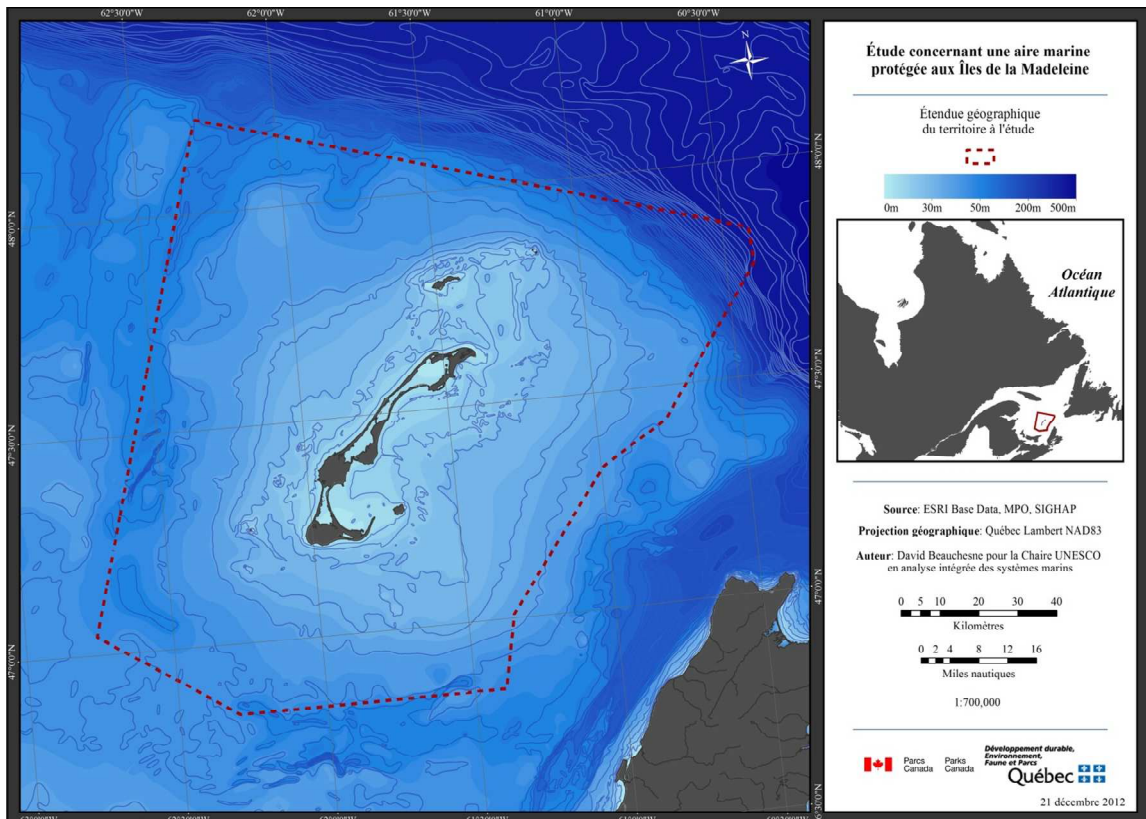 62°30'0"W
62°0'0"W
61°30'0"W
61°0'0"W
60°30'0"W
N
48°0'0"N
47°30'0"N
47°0'0"N
48°0'0"N
47°30'0"N
47°0'0"N
46°30'0"N
Étude concernant une aire marine
protégée aux Îles de la Madeleine
Étendue géographique
du territoire à l'étude
0m 30m 50m 200m 500m
Océan
Atlantique
Source: ESRI Base Data, MPO, SIGHAP
Projection géographique: Québec Lambert NAD83
Auteur: David Beauchesne pour la Chaire UNESCO
en analyse intégrée des systèmes marins
0 5 10 20 30 40
Kilomètres
0 2 4 8 12 16
Miles nautiques
1:700,000
Parcs Canada
Parks Canada
Développement durable,
Environnement,
Faune et Parcs
Québec
21 décembre 2012